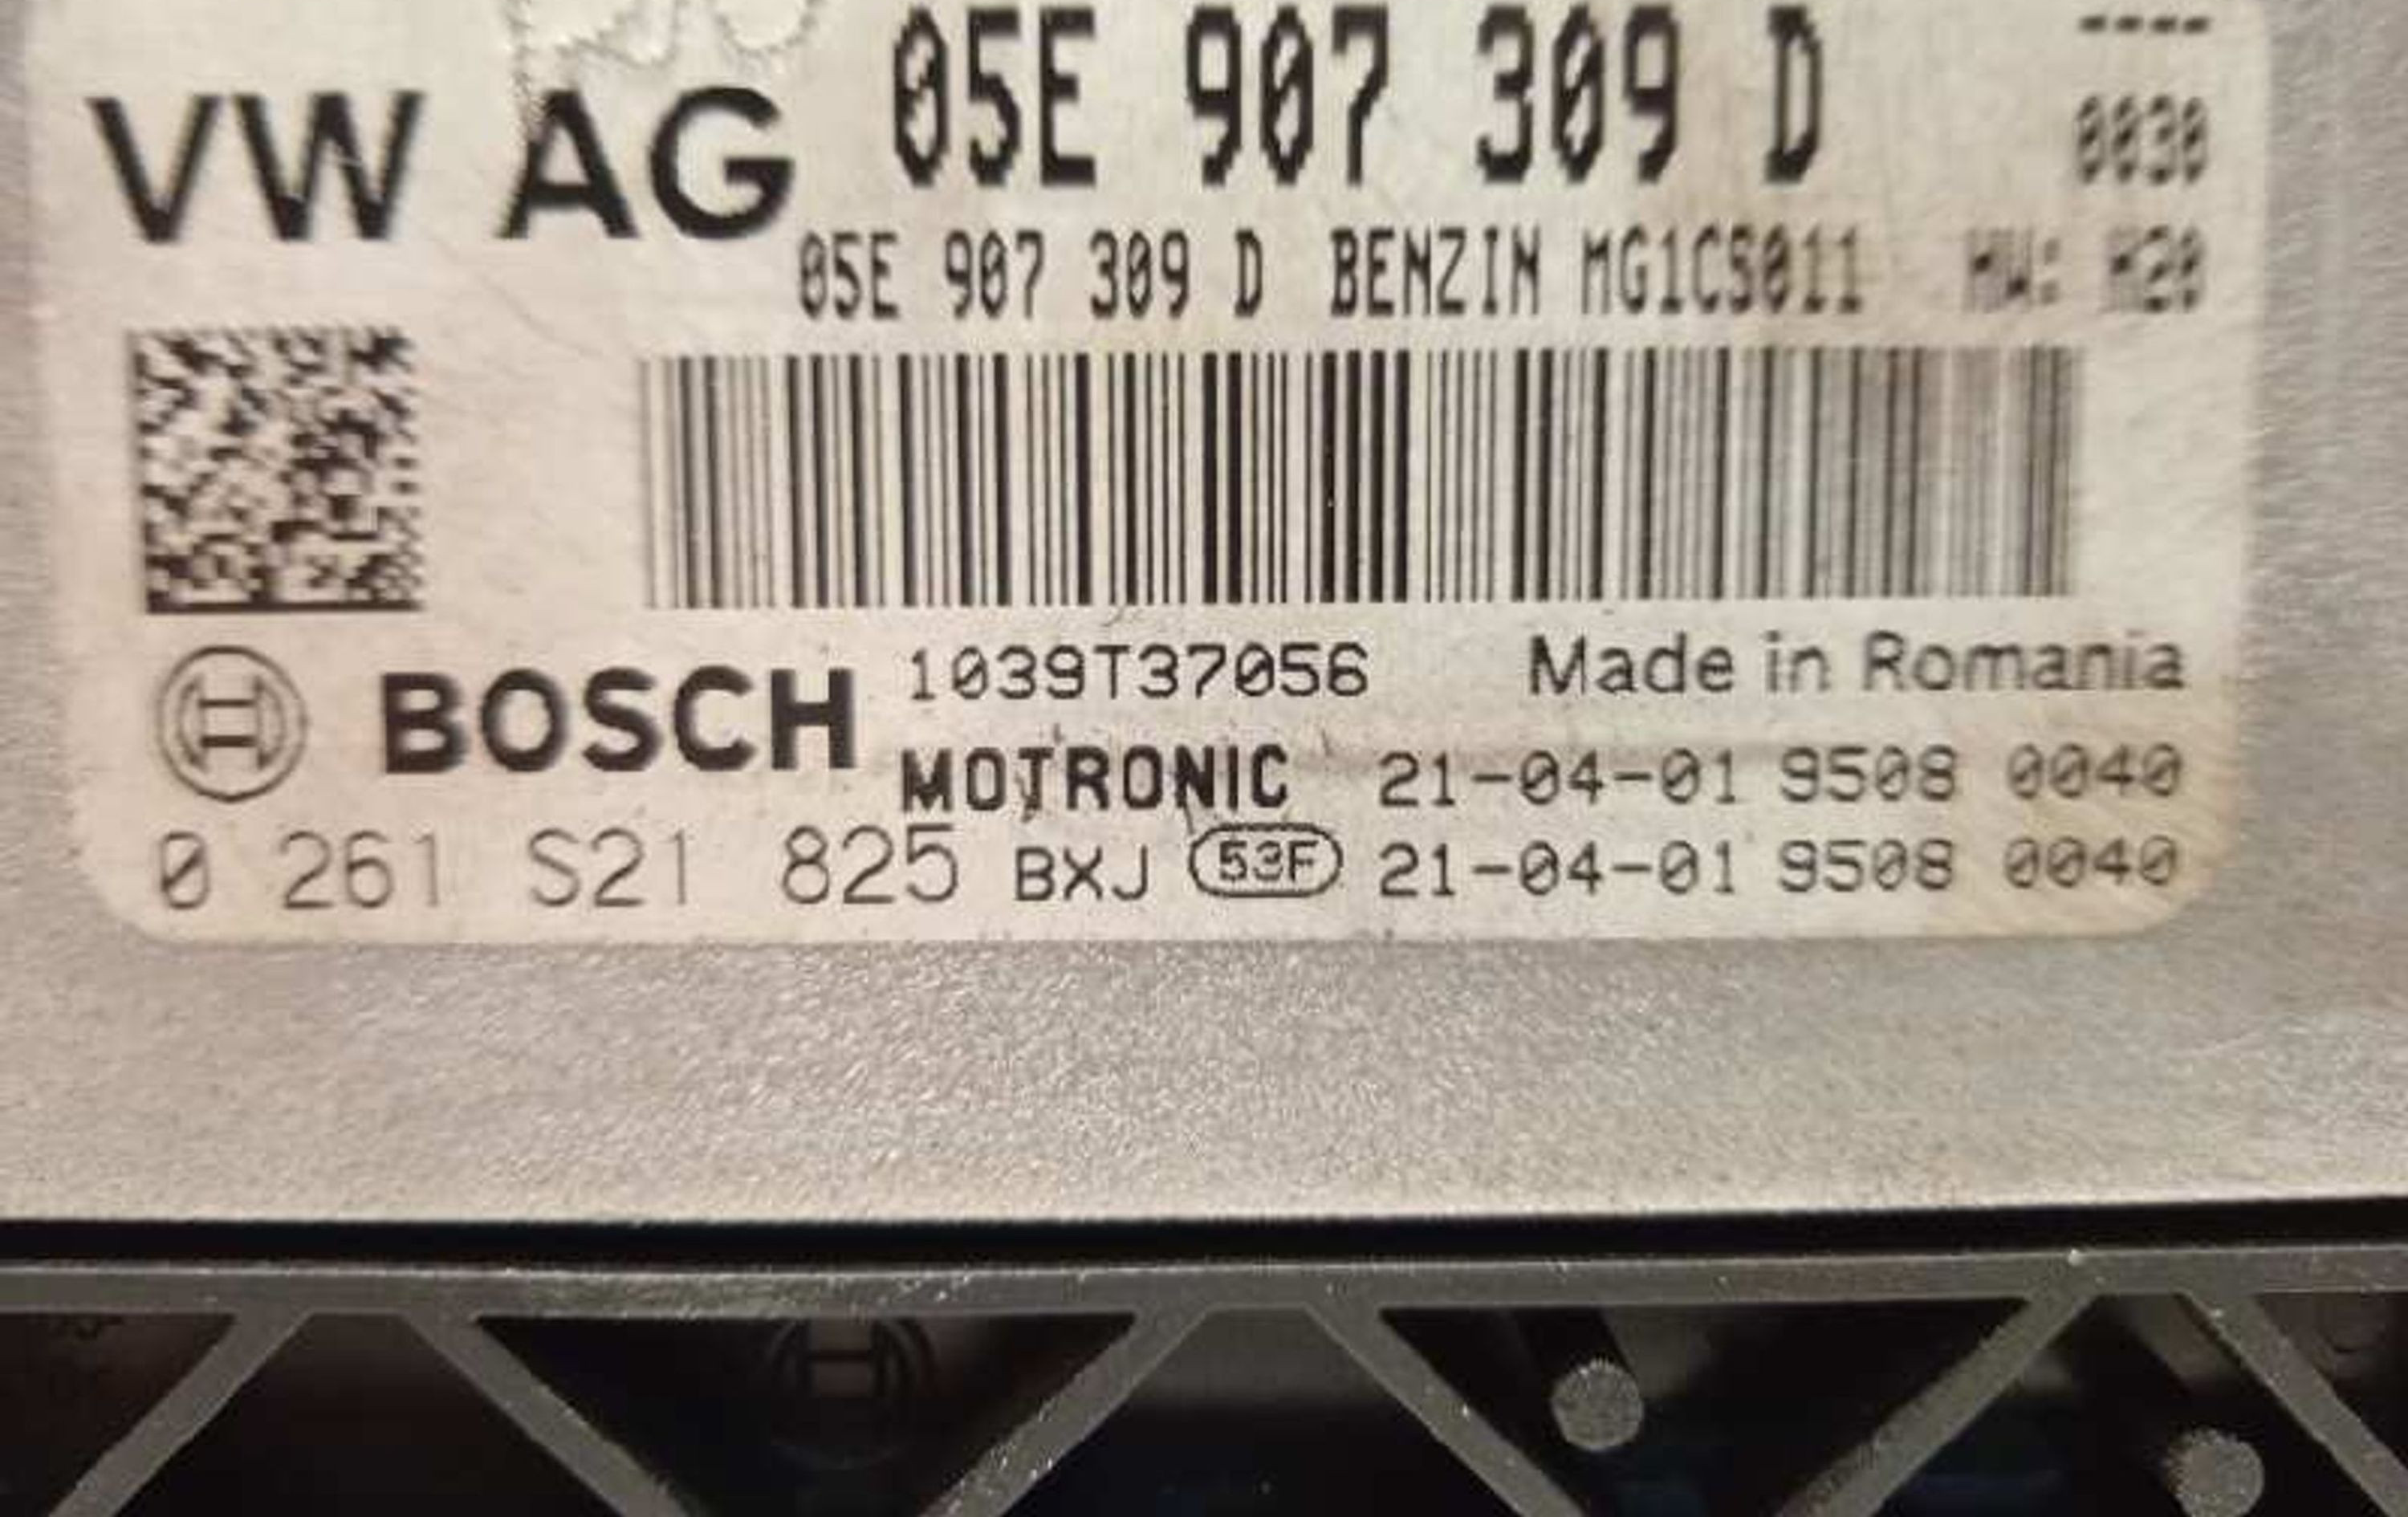 05E 907 309 D ----
VW AG 0030
05E 907 309 D BENZIN MG1CS011 HW: H20
BOSCH 1039T37056 Made in Romania
MOTRONIC 21-04-01 9508 0040
0 261 S21 825 BXJ 53F 21-04-01 9508 0040